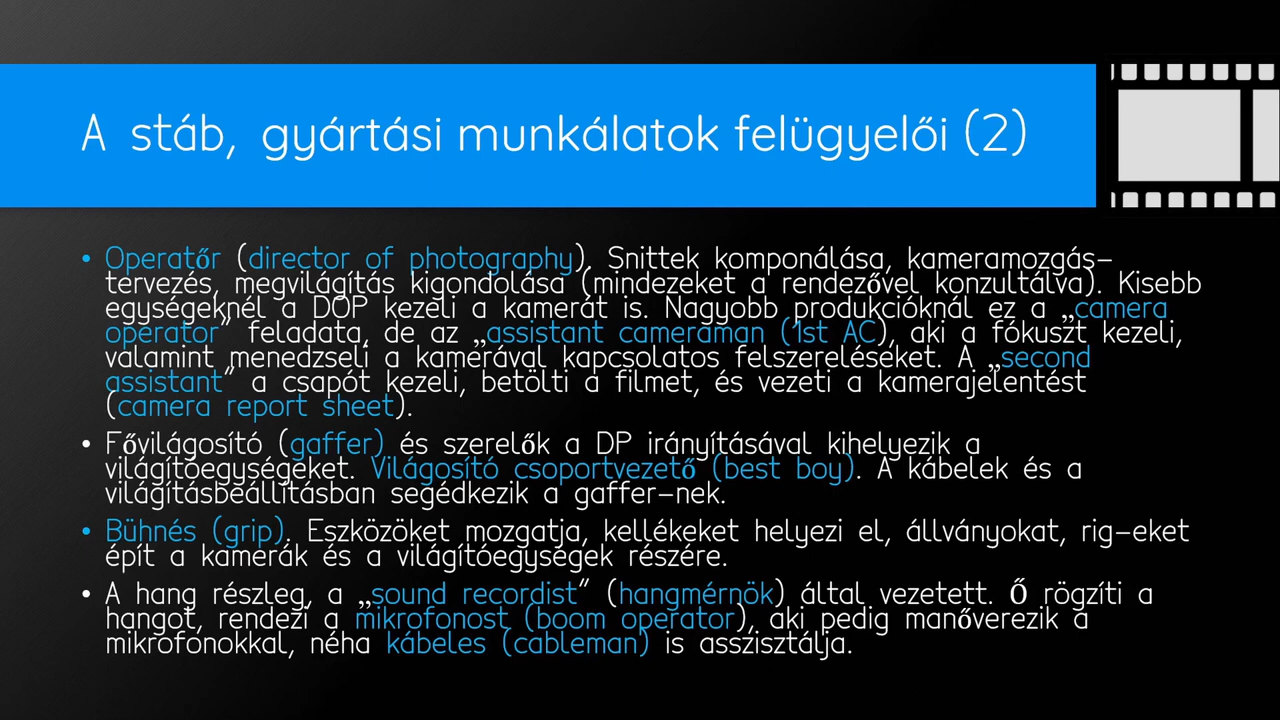 A stáb, gyártási munkálatok felügyelői (2)
• Operatőr (director of photography). Snittek komponálása, kameramozgás-
tervezés, megvilágítás kigondolása (mindezeket a rendezővel konzultálva). Kisebb
egységeknél a DOP kezeli a kamerát is. Nagyobb produkcióknál ez a „camera
operator” feladata, de az „assistant cameraman (1st AC), aki a fókuszt kezeli,
valamint menedzseli a kamerával kapcsolatos felszereléseket. A „second
assistant” a csapót kezeli, betölti a filmet, és vezeti a kamerajelentést
(camera report sheet).
• Fővilágosító (gaffer) és szerelők a DP irányításával kihelyezik a
világítóegységeket. Világosító csoportvezető (best boy). A kábelek és a
világításbeállításban segédkezik a gaffer-nek.
• Bühnés (grip). Eszközöket mozgatja, kellékeket helyezi el, állványokat, rig-eket
épít a kamerák és a világítóegységek részére.
• A hang részleg, a „sound recordist” (hangmérnök) által vezetett. Ő rögzíti a
hangot, rendezi a mikrofonost (boom operator), aki pedig manőverezik a
mikrofonokkal, néha kábeles (cableman) is asszisztálja.